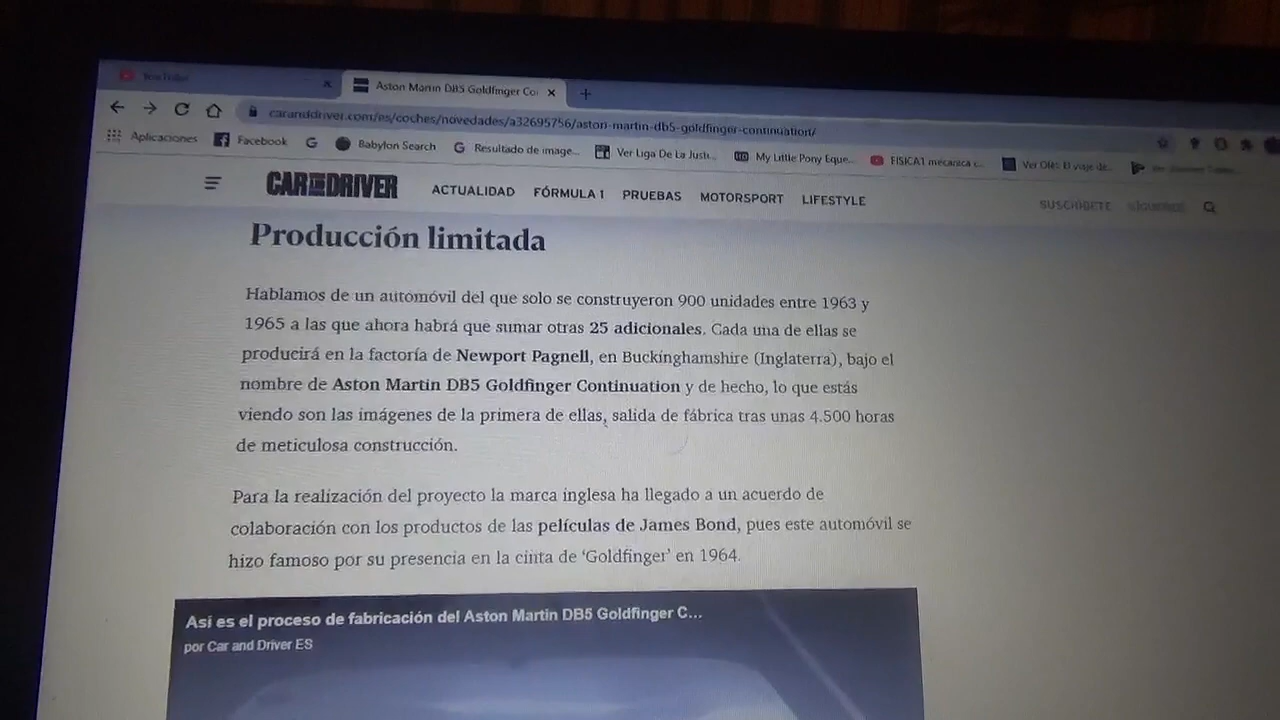 YouTube
Aston Martin DB5 Goldfinger Co
caranddriver.com/es/coches/novedades/a32695756/aston-martin-db5-goldfinger-continuation/
Aplicaciones Facebook Babylon Search Resultado de image... Ver Liga De La Justi... My Little Pony Eque... FISICA1 mecánica c... Ver Olé: El viaje de...
CAR AND DRIVER ACTUALIDAD FÓRMULA 1 PRUEBAS MOTORSPORT LIFESTYLE SUSCRÍBETE SÍGUENOS
Producción limitada
Hablamos de un automóvil del que solo se construyeron 900 unidades entre 1963 y
1965 a las que ahora habrá que sumar otras 25 adicionales. Cada una de ellas se
producirá en la factoría de Newport Pagnell, en Buckinghamshire (Inglaterra), bajo el
nombre de Aston Martin DB5 Goldfinger Continuation y de hecho, lo que estás
viendo son las imágenes de la primera de ellas, salida de fábrica tras unas 4.500 horas
de meticulosa construcción.
Para la realización del proyecto la marca inglesa ha llegado a un acuerdo de
colaboración con los productos de las películas de James Bond, pues este automóvil se
hizo famoso por su presencia en la cinta de ‘Goldfinger’ en 1964.
Así es el proceso de fabricación del Aston Martin DB5 Goldfinger C...
por Car and Driver ES